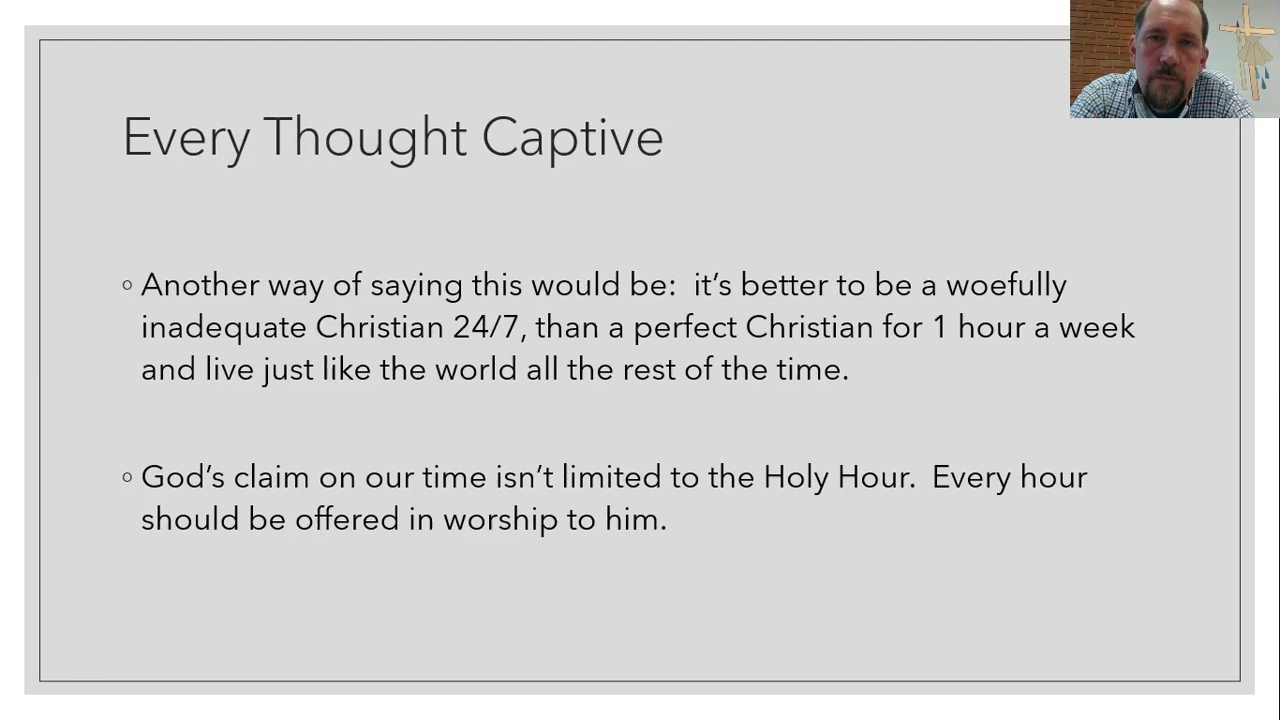 Every Thought Captive
◦ Another way of saying this would be:  it’s better to be a woefully
inadequate Christian 24/7, than a perfect Christian for 1 hour a week
and live just like the world all the rest of the time.
◦ God’s claim on our time isn’t limited to the Holy Hour.  Every hour
should be offered in worship to him.